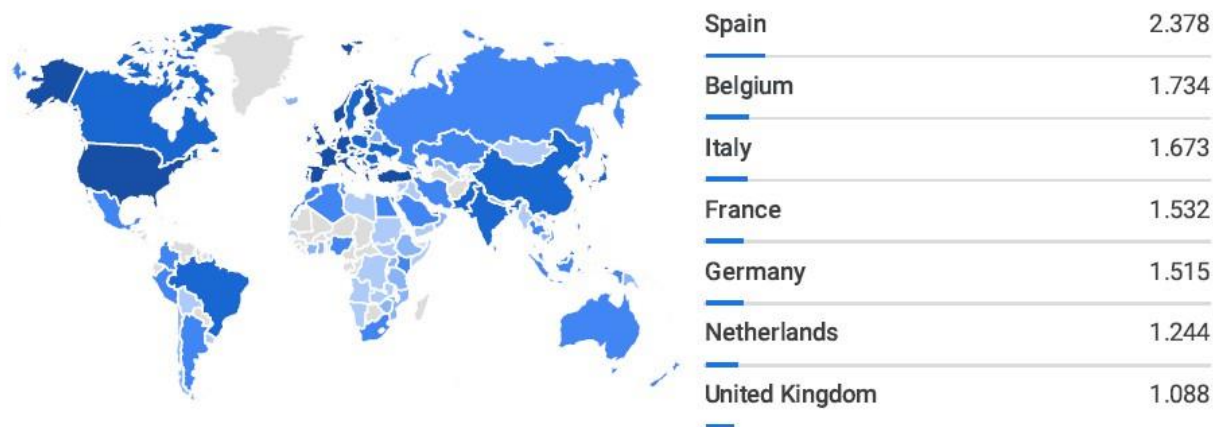 Spain 2.378
Belgium 1.734
Italy 1.673
France 1.532
Germany 1.515
Netherlands 1.244
United Kingdom 1.088